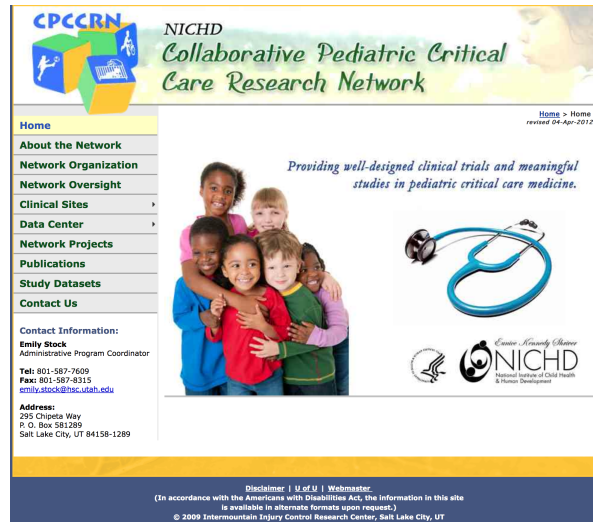 CPCCRN
NICHD
Collaborative Pediatric Critical
Care Research Network
Home > Home
revised 04-Apr-2012
Home
About the Network
Network Organization
Network Oversight
Clinical Sites
Data Center
Network Projects
Publications
Study Datasets
Contact Us
Contact Information:
Emily Stock
Administrative Program Coordinator
Tel: 801-587-7609
Fax: 801-587-8315
emily.stock@hsc.utah.edu
Address:
295 Chipeta Way
P. O. Box 581289
Salt Lake City, UT 84158-1289
Providing well-designed clinical trials and meaningful
studies in pediatric critical care medicine.
Eunice Kennedy Shriver
NICHD
National Institute of Child Health
& Human Development
Disclaimer | U of U | Webmaster
(In accordance with the Americans with Disabilities Act, the information in this site
is available in alternate formats upon request.)
© 2009 Intermountain Injury Control Research Center, Salt Lake City, UT